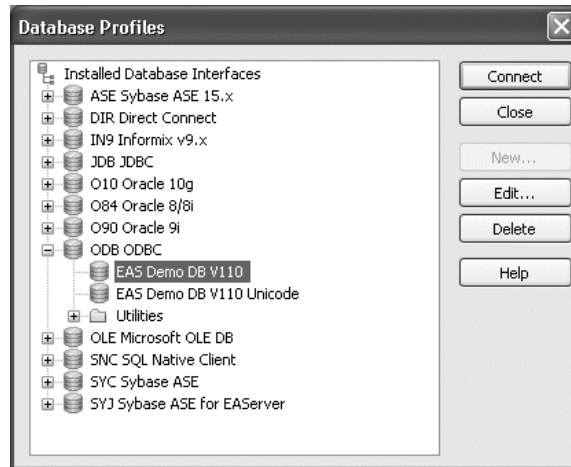 Database Profiles
Installed Database Interfaces
ASE Sybase ASE 15.x
DIR Direct Connect
IN9 Informix v9.x
JDB JDBC
O10 Oracle 10g
O84 Oracle 8/8i
O90 Oracle 9i
ODB ODBC
EAS Demo DB V110
EAS Demo DB V110 Unicode
Utilities
OLE Microsoft OLE DB
SNC SQL Native Client
SYC Sybase ASE
SYJ Sybase ASE for EAServer
Connect
Close
New...
Edit...
Delete
Help